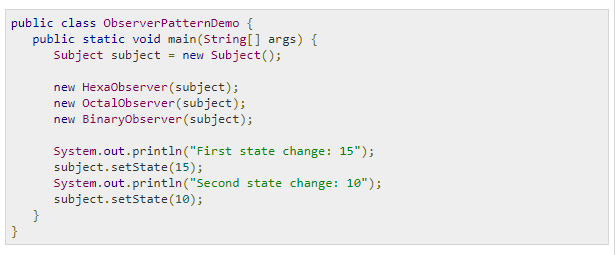 public class ObserverPatternDemo {
   public static void main(String[] args) {
      Subject subject = new Subject();

      new HexaObserver(subject);
      new OctalObserver(subject);
      new BinaryObserver(subject);

      System.out.println("First state change: 15");
      subject.setState(15);
      System.out.println("Second state change: 10");
      subject.setState(10);
   }
}